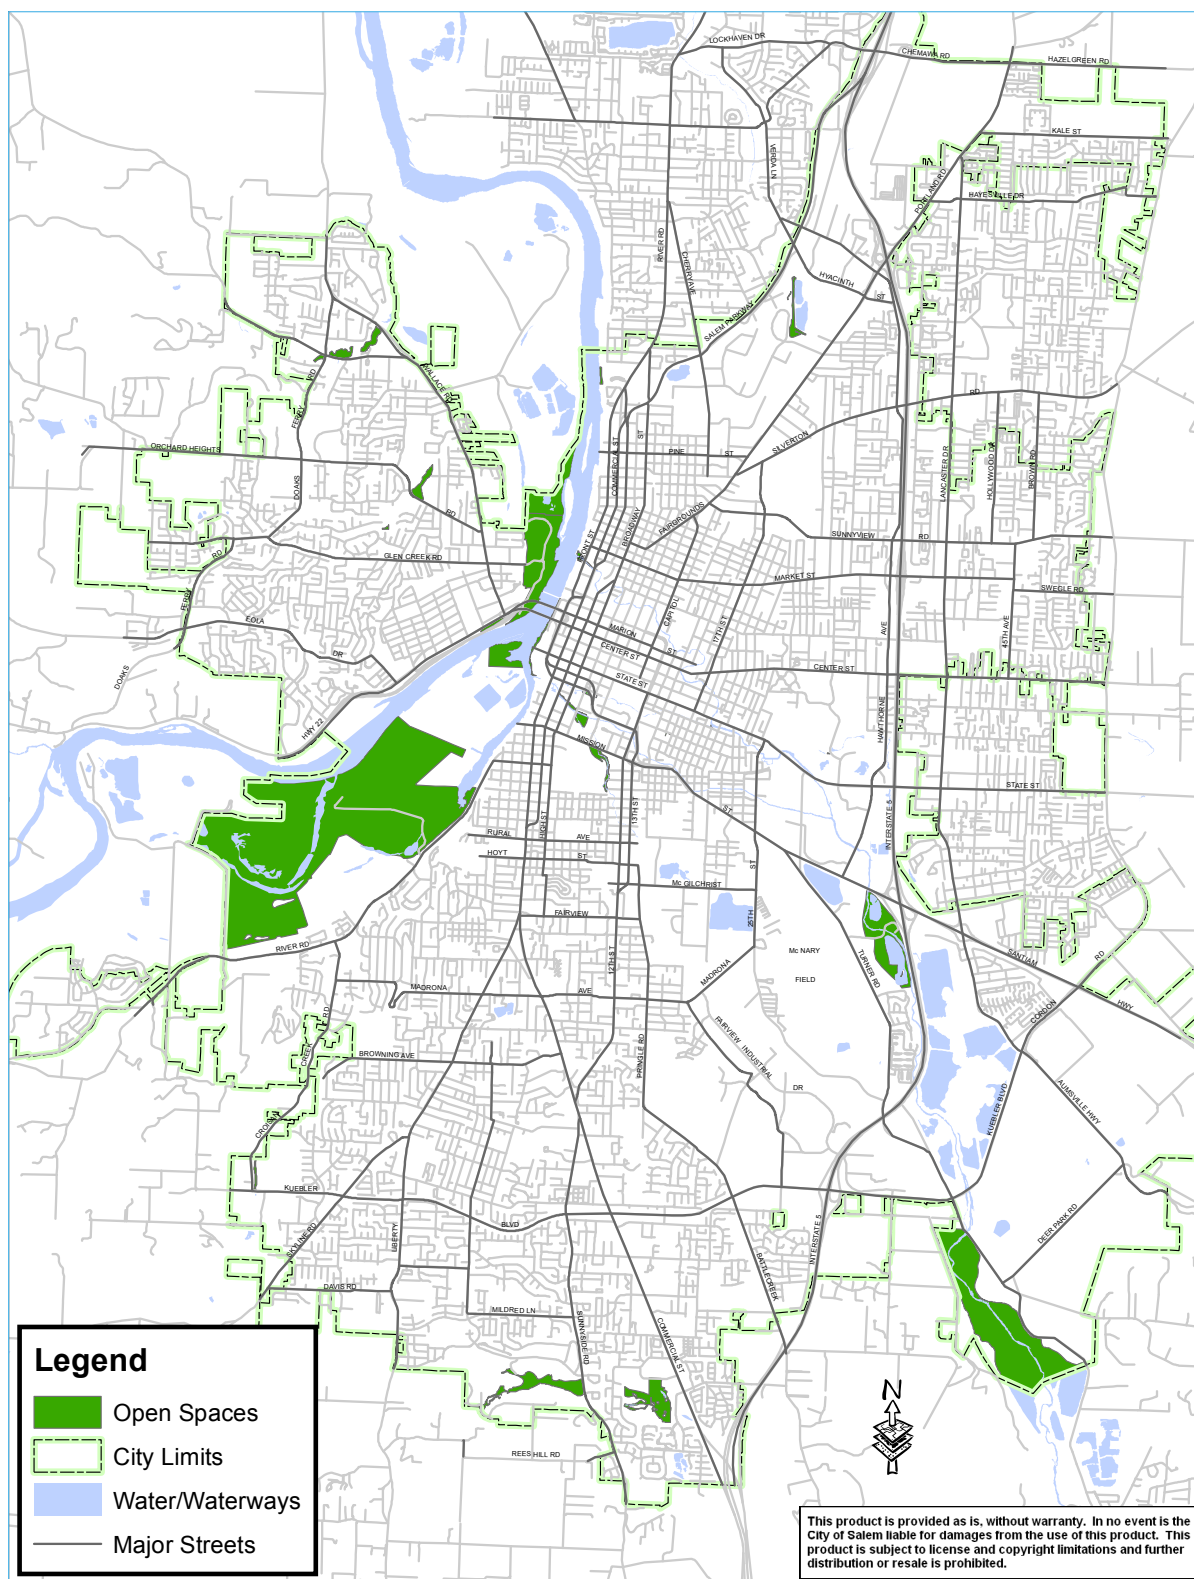 LOCKHAVEN DR
CHEMAWA RD
HAZELGREEN RD
KALE ST
VERDA LN
PORTLAND RD
HAYESVILLE DR
RIVER RD
CHERRY AVE
HYACINTH
ST
SALEM PARKWAY
WALLACE RD
FERRY RD
DOAKS
ORCHARD HEIGHTS
RD
COMMERCIAL ST
ST
PINE ST
SILVERTON
RD
LANCASTER DR
HOLLYWOOD DR
BROWN RD
BROADWAY
FAIRGROUNDS
FRONT ST
SUNNYVIEW RD
GLEN CREEK RD
RD
FERRY
DOAKS
MARKET ST
SWEGLE RD
CAPITOL
17TH ST
45TH AVE
EOLA
DR
MARION
ST
CENTER ST
CENTER ST
STATE ST
HAWTHORNE
AVE
HWY 22
MISSION
ST
STATE ST
INTERSTATE 5
HIGH ST
13TH ST
RURAL AVE
HOYT ST
Mc GILCHRIST
ST
25TH
FAIRVIEW
12TH ST
RIVER RD
Mc NARY
FIELD
TURNER RD
SANTIAM
HWY
CORDON
RD
MADRONA AVE
MADRONA
FAIRVIEW INDUSTRIAL
DR
PRINGLE RD
CROISAN
CREEK
RD
BROWNING AVE
KUEBLER BLVD
AUMSVILLE HWY
DEER PARK RD
KUEBLER
BLVD
SKYLINE RD
LIBERTY
DAVIS RD
MILDRED LN
SUNNYSIDE RD
COMMERCIAL ST
BATTLECREEK
INTERSTATE 5
REES HILL RD
Legend
Open Spaces
City Limits
Water/Waterways
Major Streets
N
This product is provided as is, without warranty. In no event is the
City of Salem liable for damages from the use of this product. This
product is subject to license and copyright limitations and further
distribution or resale is prohibited.